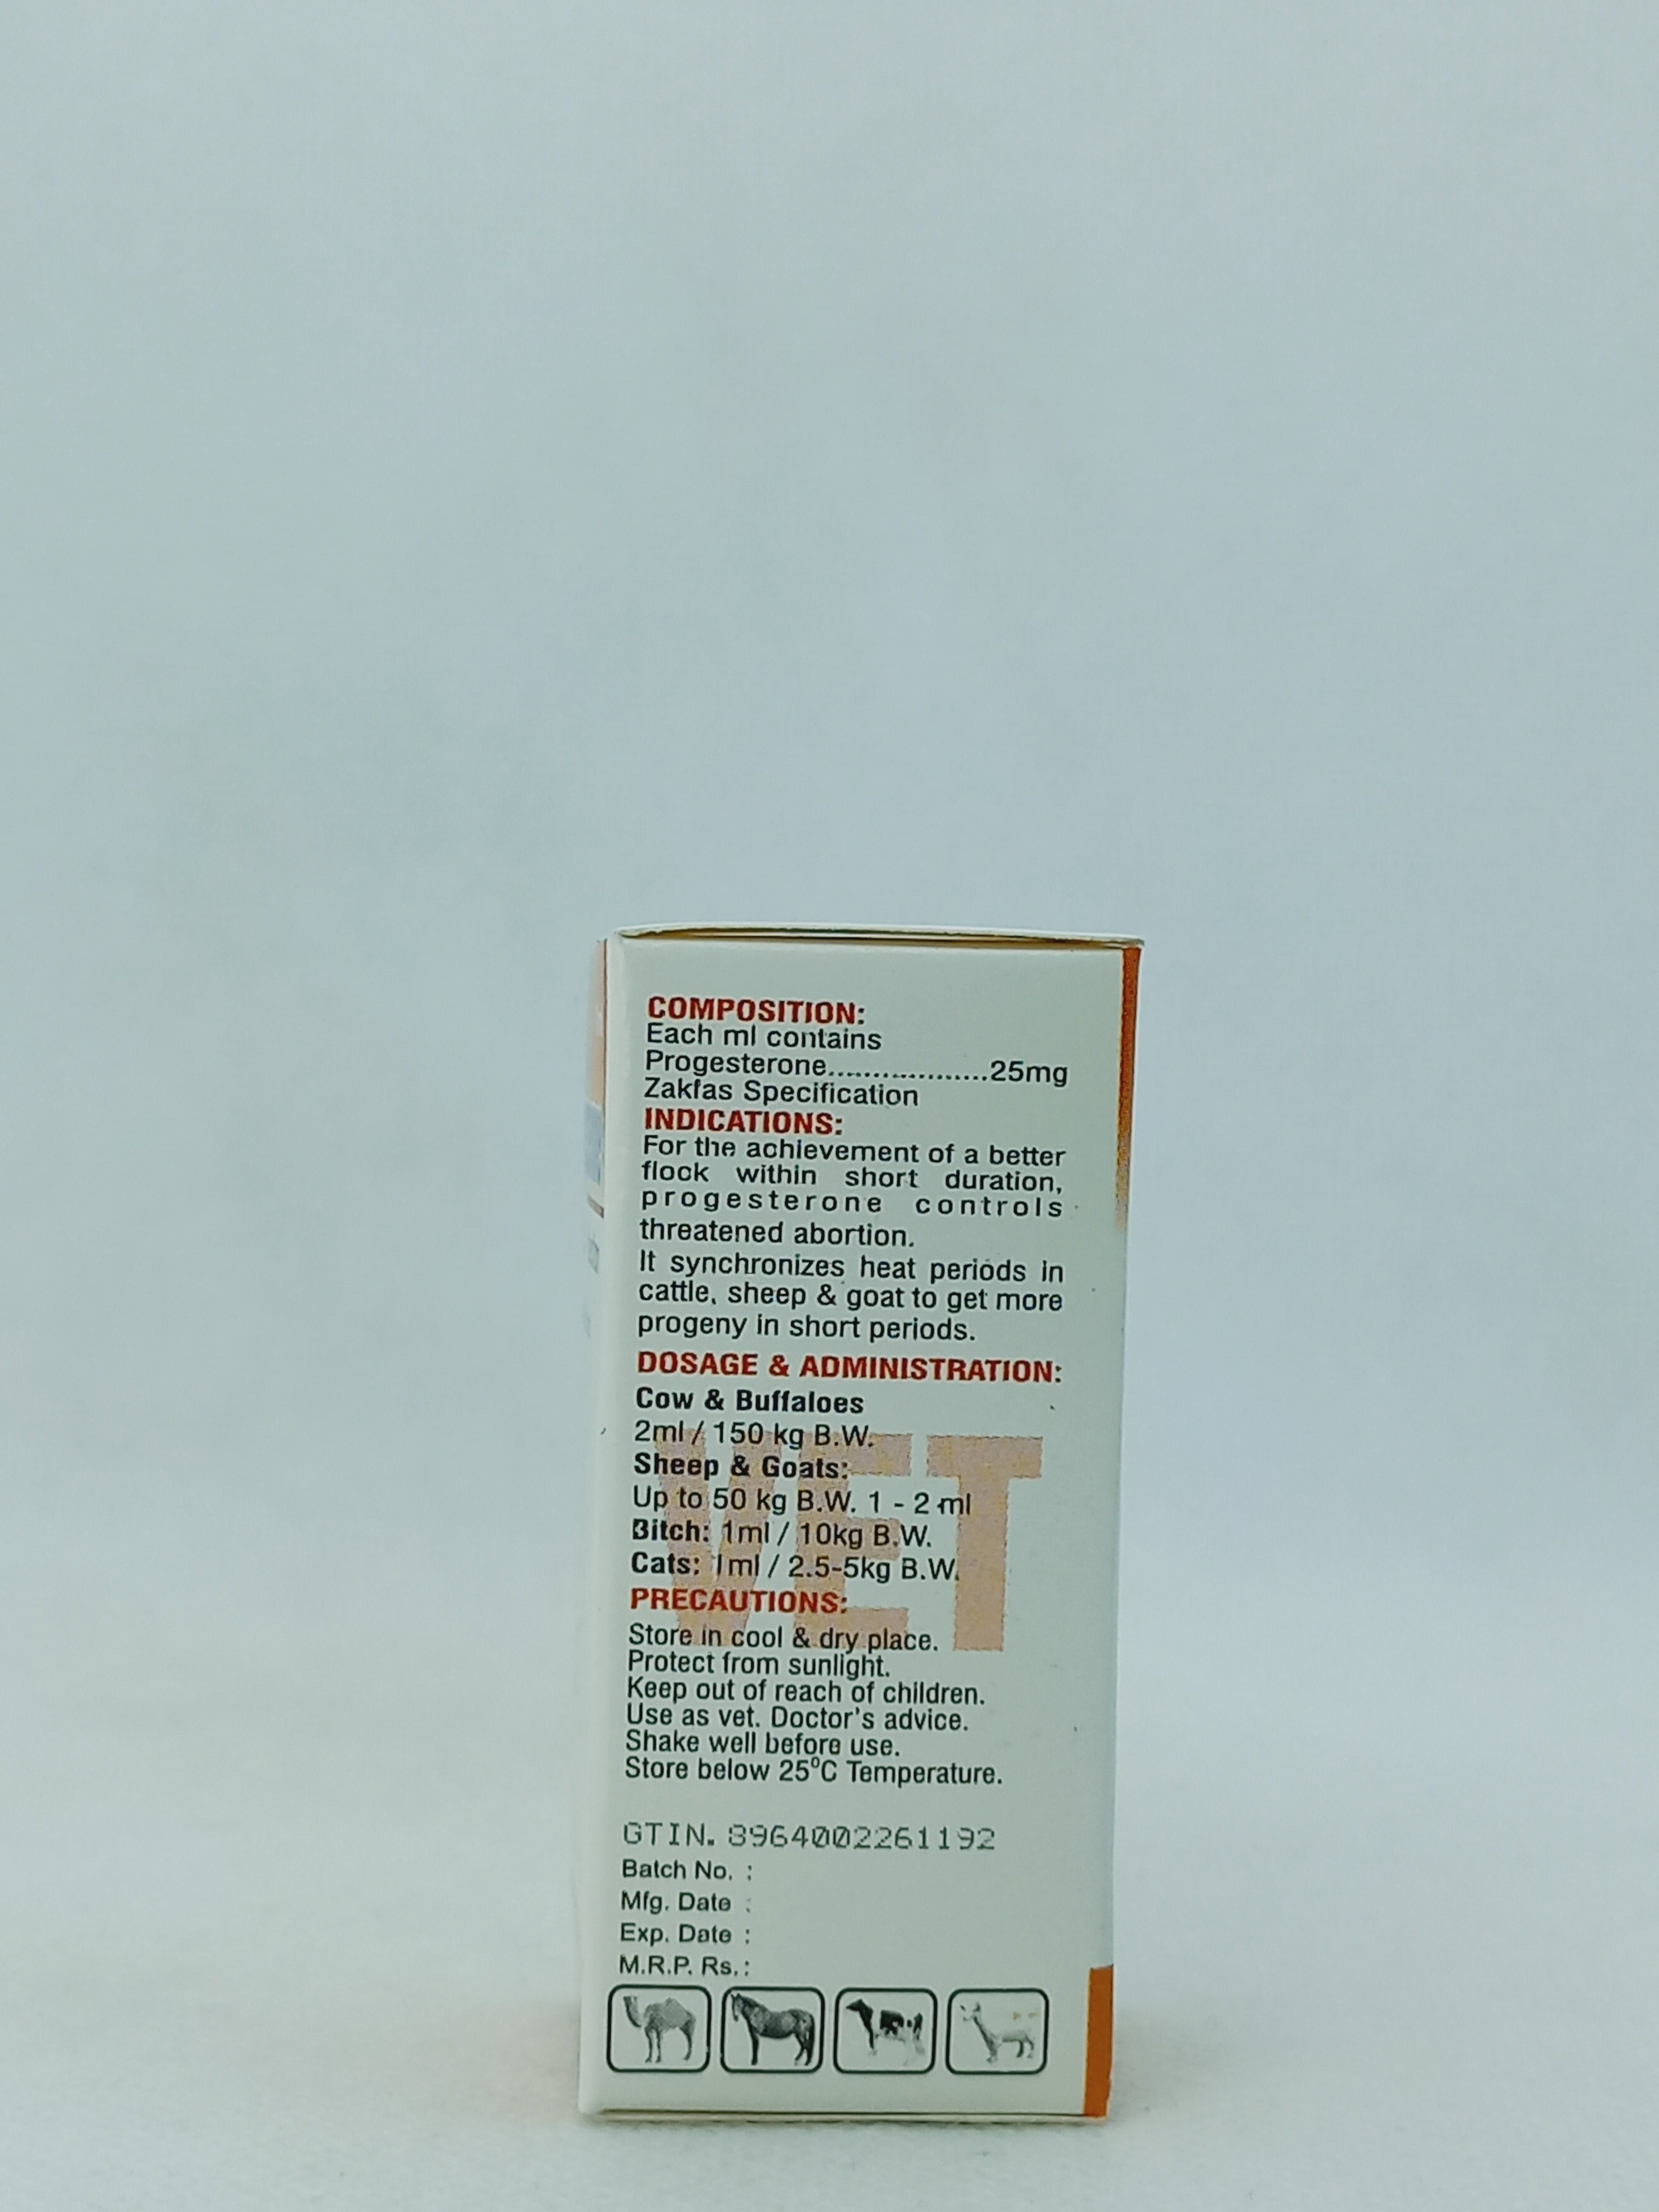 COMPOSITION:
Each ml contains
Progesterone..................25mg
Zakfas Specification
INDICATIONS:
For the achievement of a better
flock within short duration,
progesterone controls
threatened abortion.
It synchronizes heat periods in
cattle, sheep & goat to get more
progeny in short periods.
DOSAGE & ADMINISTRATION:
Cow & Buffaloes
2ml / 150 kg B.W.
Sheep & Goats:
Up to 50 kg B.W. 1 - 2 ml
Bitch: 1ml / 10kg B.W.
Cats: 1ml / 2.5-5kg B.W.
VET
PRECAUTIONS:
Store in cool & dry place.
Protect from sunlight.
Keep out of reach of children.
Use as vet. Doctor's advice.
Shake well before use.
Store below 25ºC Temperature.
GTIN. 8964002261192
Batch No. :
Mfg. Date :
Exp. Date :
M.R.P. Rs.: